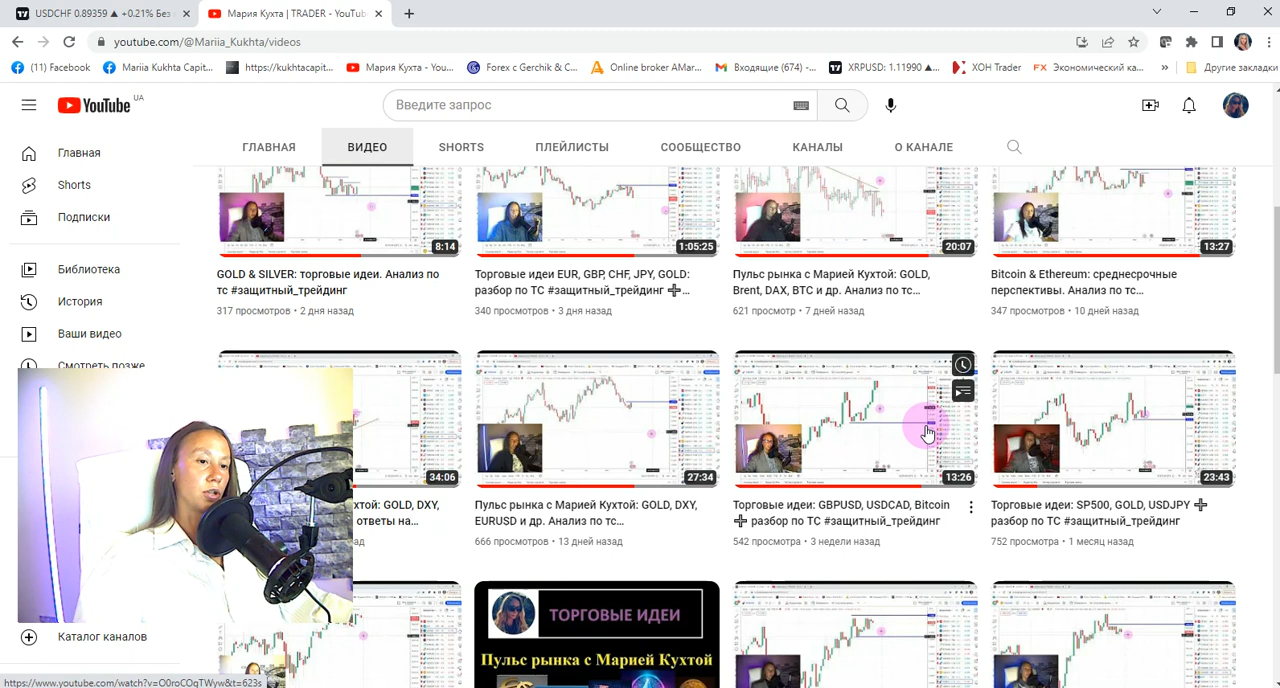 USDCHF 0.89359 ▲ +0.21% Без
Мария Кухта | TRADER - YouTube
youtube.com/@Mariia_Kukhta/videos
(11) Facebook
Mariia Kukhta Capit...
https://kukhtacapit...
Мария Кухта - You...
Forex c Gerchik & C...
Online broker AMar...
Входящие (674) -...
XRPUSD: 1.11990 ▲...
ХОН Trader
Экономический ка...
»
Другие закладки
YouTube UA
Введите запрос
ГЛАВНАЯ
ВИДЕО
SHORTS
ПЛЕЙЛИСТЫ
СООБЩЕСТВО
КАНАЛЫ
О КАНАЛЕ
Главная
Shorts
Подписки
Библиотека
История
Ваши видео
Смотреть позже
Каталог каналов
8:14
1:05:25
20:07
13:27
GOLD & SILVER: торговые идеи. Анализ по
тс #защитный_трейдинг
317 просмотров • 2 дня назад
Торговые идеи EUR, GBP, CHF, JPY, GOLD:
разбор по ТС #защитный_трейдинг ➕...
340 просмотров • 3 дня назад
Пульс рынка с Марией Кухтой: GOLD,
Brent, DAX, BTC и др. Анализ по тс...
621 просмотр • 7 дней назад
Bitcoin & Ethereum: среднесрочные
перспективы. Анализ по тс...
347 просмотров • 10 дней назад
34:06
27:34
13:26
23:43
хтой: GOLD, DXY,
ответы на...
ад
Пульс рынка с Марией Кухтой: GOLD, DXY,
EURUSD и др. Анализ по тс...
666 просмотров • 13 дней назад
Торговые идеи: GBPUSD, USDCAD, Bitcoin
➕ разбор по ТС #защитный_трейдинг
542 просмотра • 3 недели назад
Торговые идеи: SP500, GOLD, USDJPY ➕
разбор по ТС #защитный_трейдинг
752 просмотра • 1 месяц назад
ТОРГОВЫЕ ИДЕИ
Пульс рынка с Марией Кухтой